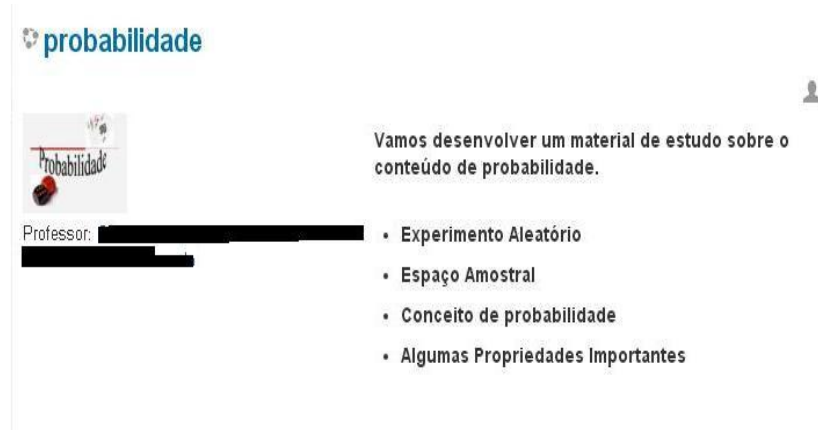 probabilidade
Probabilidade
Professor:
Vamos desenvolver um material de estudo sobre o
conteúdo de probabilidade.
• Experimento Aleatório
• Espaço Amostral
• Conceito de probabilidade
• Algumas Propriedades Importantes